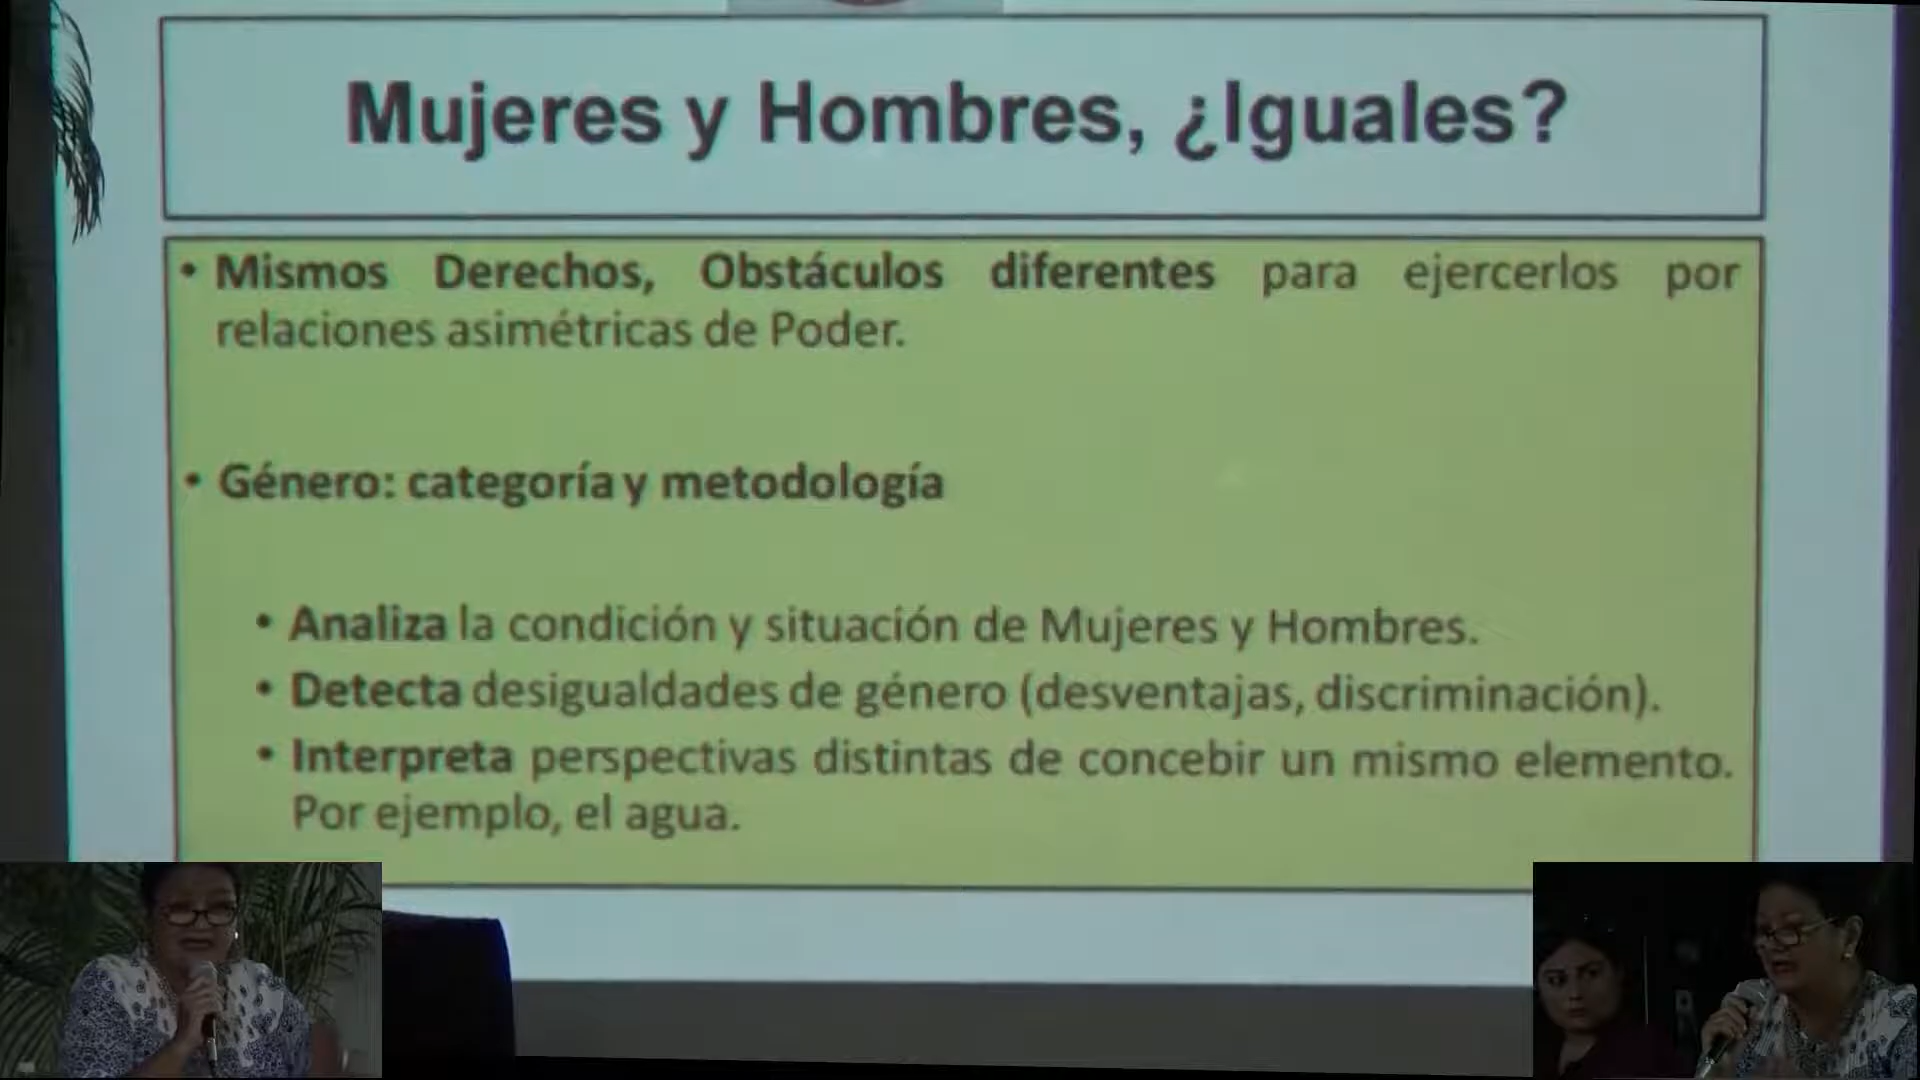 Mujeres y Hombres, ¿Iguales?
• Mismos Derechos, Obstáculos diferentes para ejercerlos por
relaciones asimétricas de Poder.
• Género: categoría y metodología
• Analiza la condición y situación de Mujeres y Hombres.
• Detecta desigualdades de género (desventajas, discriminación).
• Interpreta perspectivas distintas de concebir un mismo elemento.
Por ejemplo, el agua.